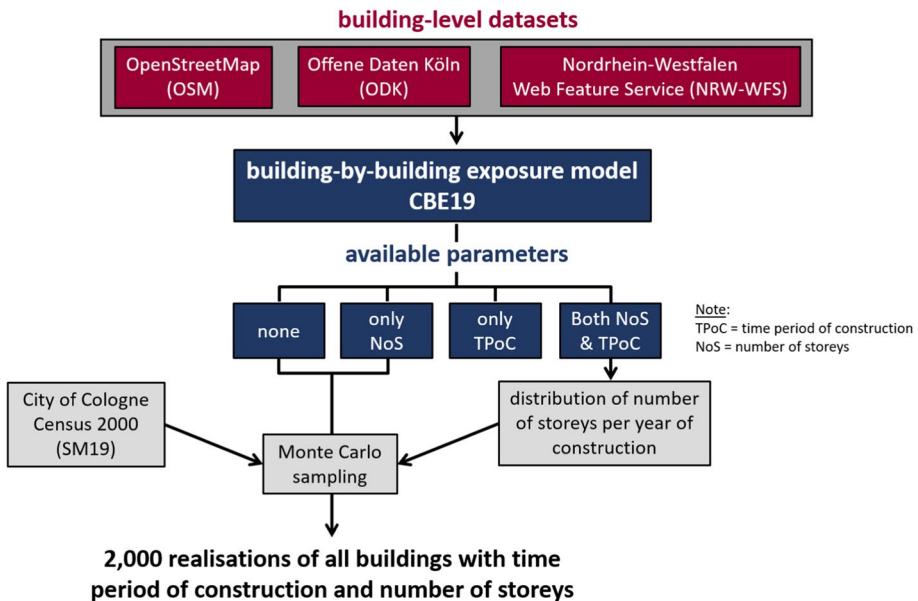 building-level datasets
OpenStreetMap
(OSM)
Offene Daten Köln
(ODK)
Nordrhein-Westfalen
Web Feature Service (NRW-WFS)
building-by-building exposure model
CBE19
available parameters
none
only
NoS
only
TPoC
Both NoS
& TPoC
Note:
TPoC = time period of construction
NoS = number of storeys
City of Cologne
Census 2000
(SM19)
Monte Carlo
sampling
distribution of number
of storeys per year of
construction
2,000 realisations of all buildings with time
period of construction and number of storeys